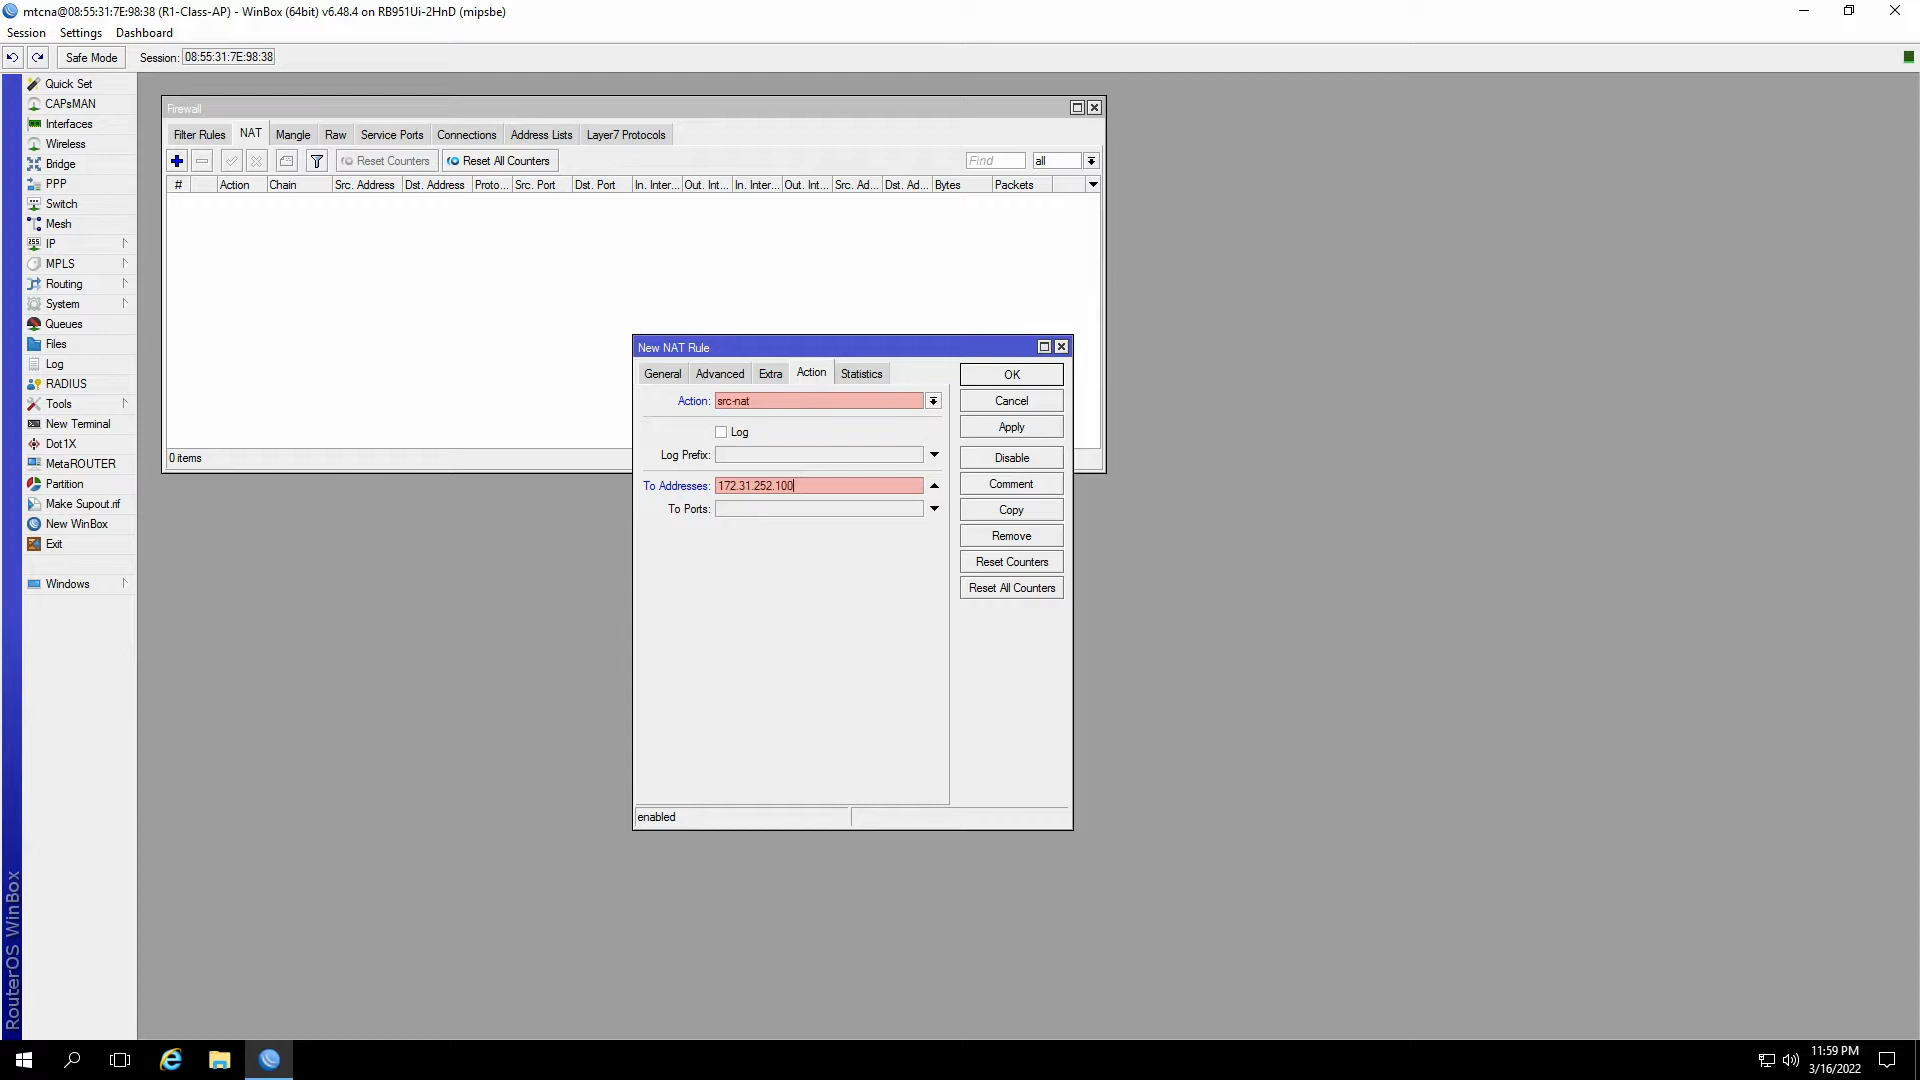 mtcna@08:55:31:7E:98:38 (R1-Class-AP) - WinBox (64bit) v6.48.4 on RB951Ui-2HnD (mipsbe)
Session Settings Dashboard
Safe Mode Session: 08:55:31:7E:98:38
Quick Set
CAPsMAN
Interfaces
Wireless
Bridge
PPP
Switch
Mesh
IP
MPLS
Routing
System
Queues
Files
Log
RADIUS
Tools
New Terminal
Dot1X
MetaROUTER
Partition
Make Supout.rif
New WinBox
Exit
Windows
RouterOS WinBox
Firewall
Filter Rules NAT Mangle Raw Service Ports Connections Address Lists Layer7 Protocols
Reset Counters Reset All Counters Find all
# Action Chain Src. Address Dst. Address Proto... Src. Port Dst. Port In. Inter... Out. Int... In. Inter... Out. Int... Src. Ad... Dst. Ad... Bytes Packets
0 items
New NAT Rule
General Advanced Extra Action Statistics
Action: src-nat
Log
Log Prefix:
To Addresses: 172.31.252.100
To Ports:
OK
Cancel
Apply
Disable
Comment
Copy
Remove
Reset Counters
Reset All Counters
enabled
11:59 PM
3/16/2022